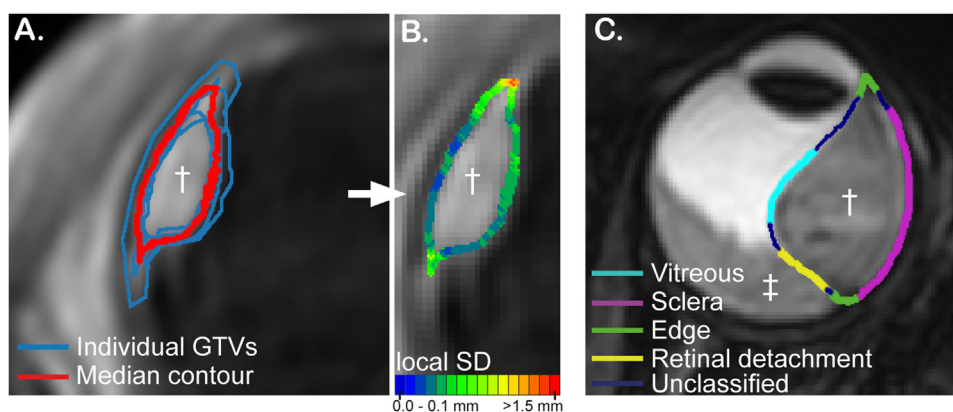 A.
†
Individual GTVs
Median contour
B.
†
local SD
0.0 - 0.1 mm >1.5 mm
C.
†
‡
Vitreous
Sclera
Edge
Retinal detachment
Unclassified